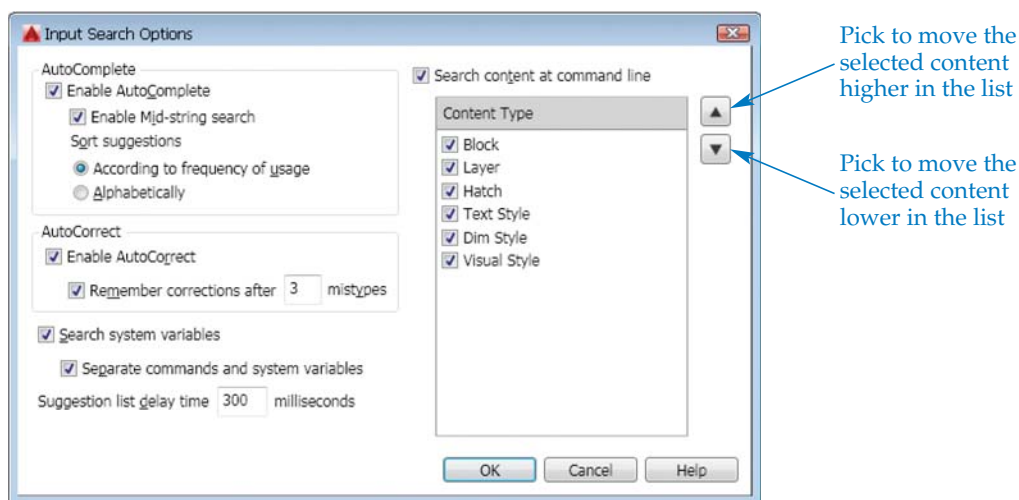 Input Search Options
AutoComplete
Enable AutoComplete
Enable Mid-string search
Sort suggestions
According to frequency of usage
Alphabetically
AutoCorrect
Enable AutoCorrect
Remember corrections after 3 mistypes
Search system variables
Separate commands and system variables
Suggestion list delay time 300 milliseconds
Search content at command line
Content Type
Block
Layer
Hatch
Text Style
Dim Style
Visual Style
OK Cancel Help
Pick to move the
selected content
higher in the list
Pick to move the
selected content
lower in the list